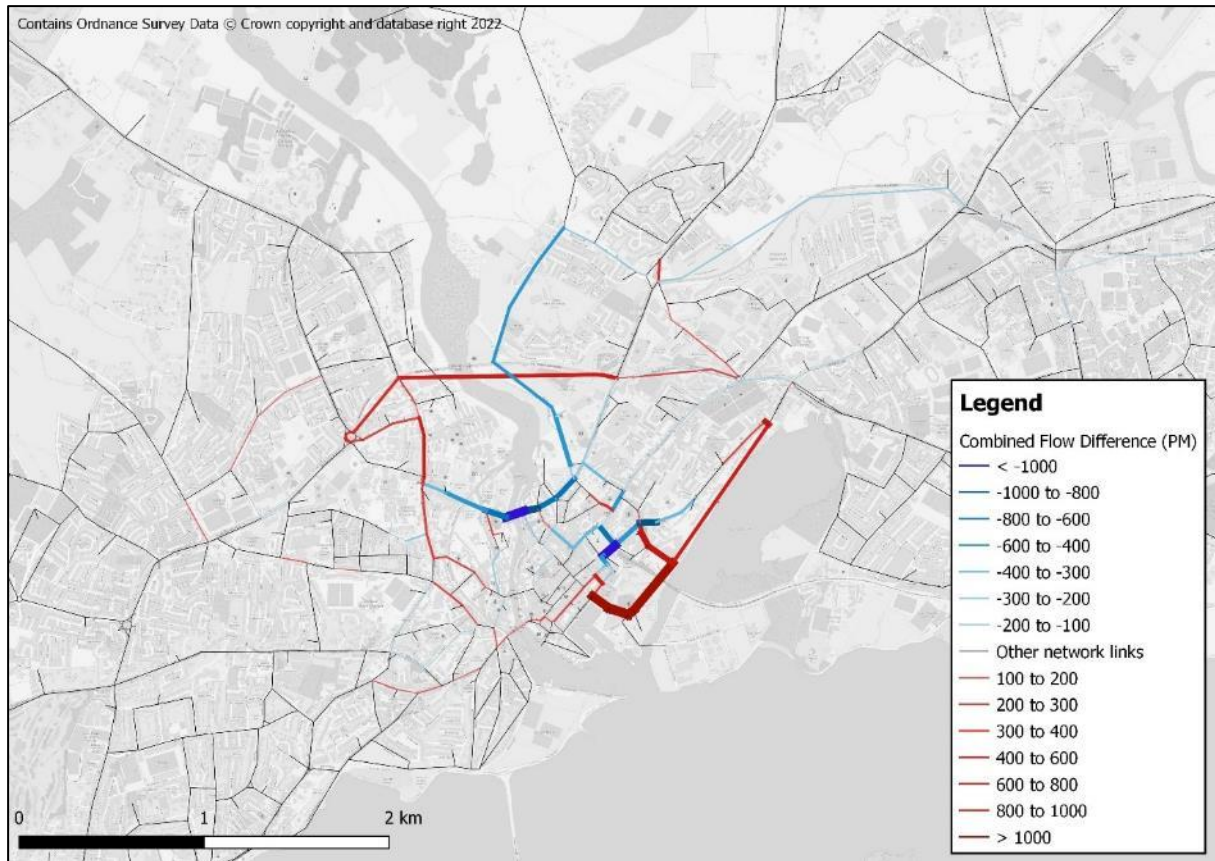 Contains Ordnance Survey Data © Crown copyright and database right 2022
Legend
Combined Flow Difference (PM)
< -1000
-1000 to -800
-800 to -600
-600 to -400
-400 to -300
-300 to -200
-200 to -100
Other network links
100 to 200
200 to 300
300 to 400
400 to 600
600 to 800
800 to 1000
> 1000
0 1 2 km